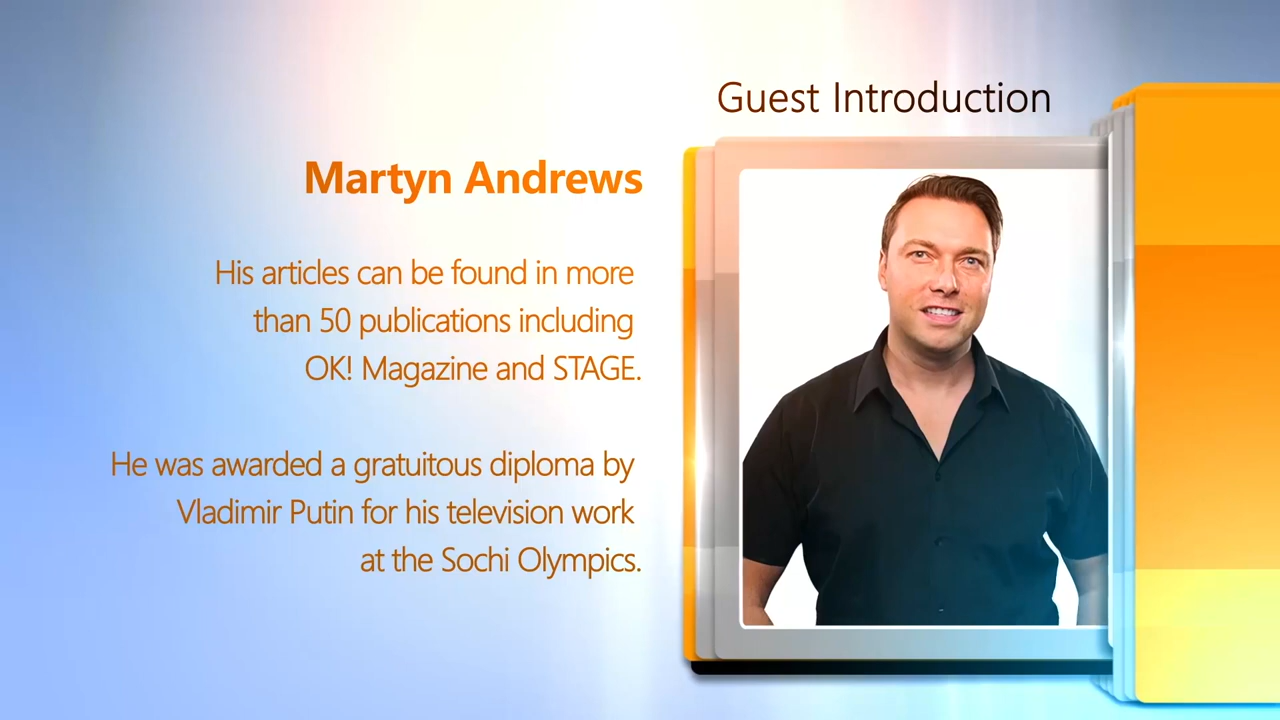 Guest Introduction
Martyn Andrews
His articles can be found in more
than 50 publications including
OK! Magazine and STAGE.
He was awarded a gratuitous diploma by
Vladimir Putin for his television work
at the Sochi Olympics.